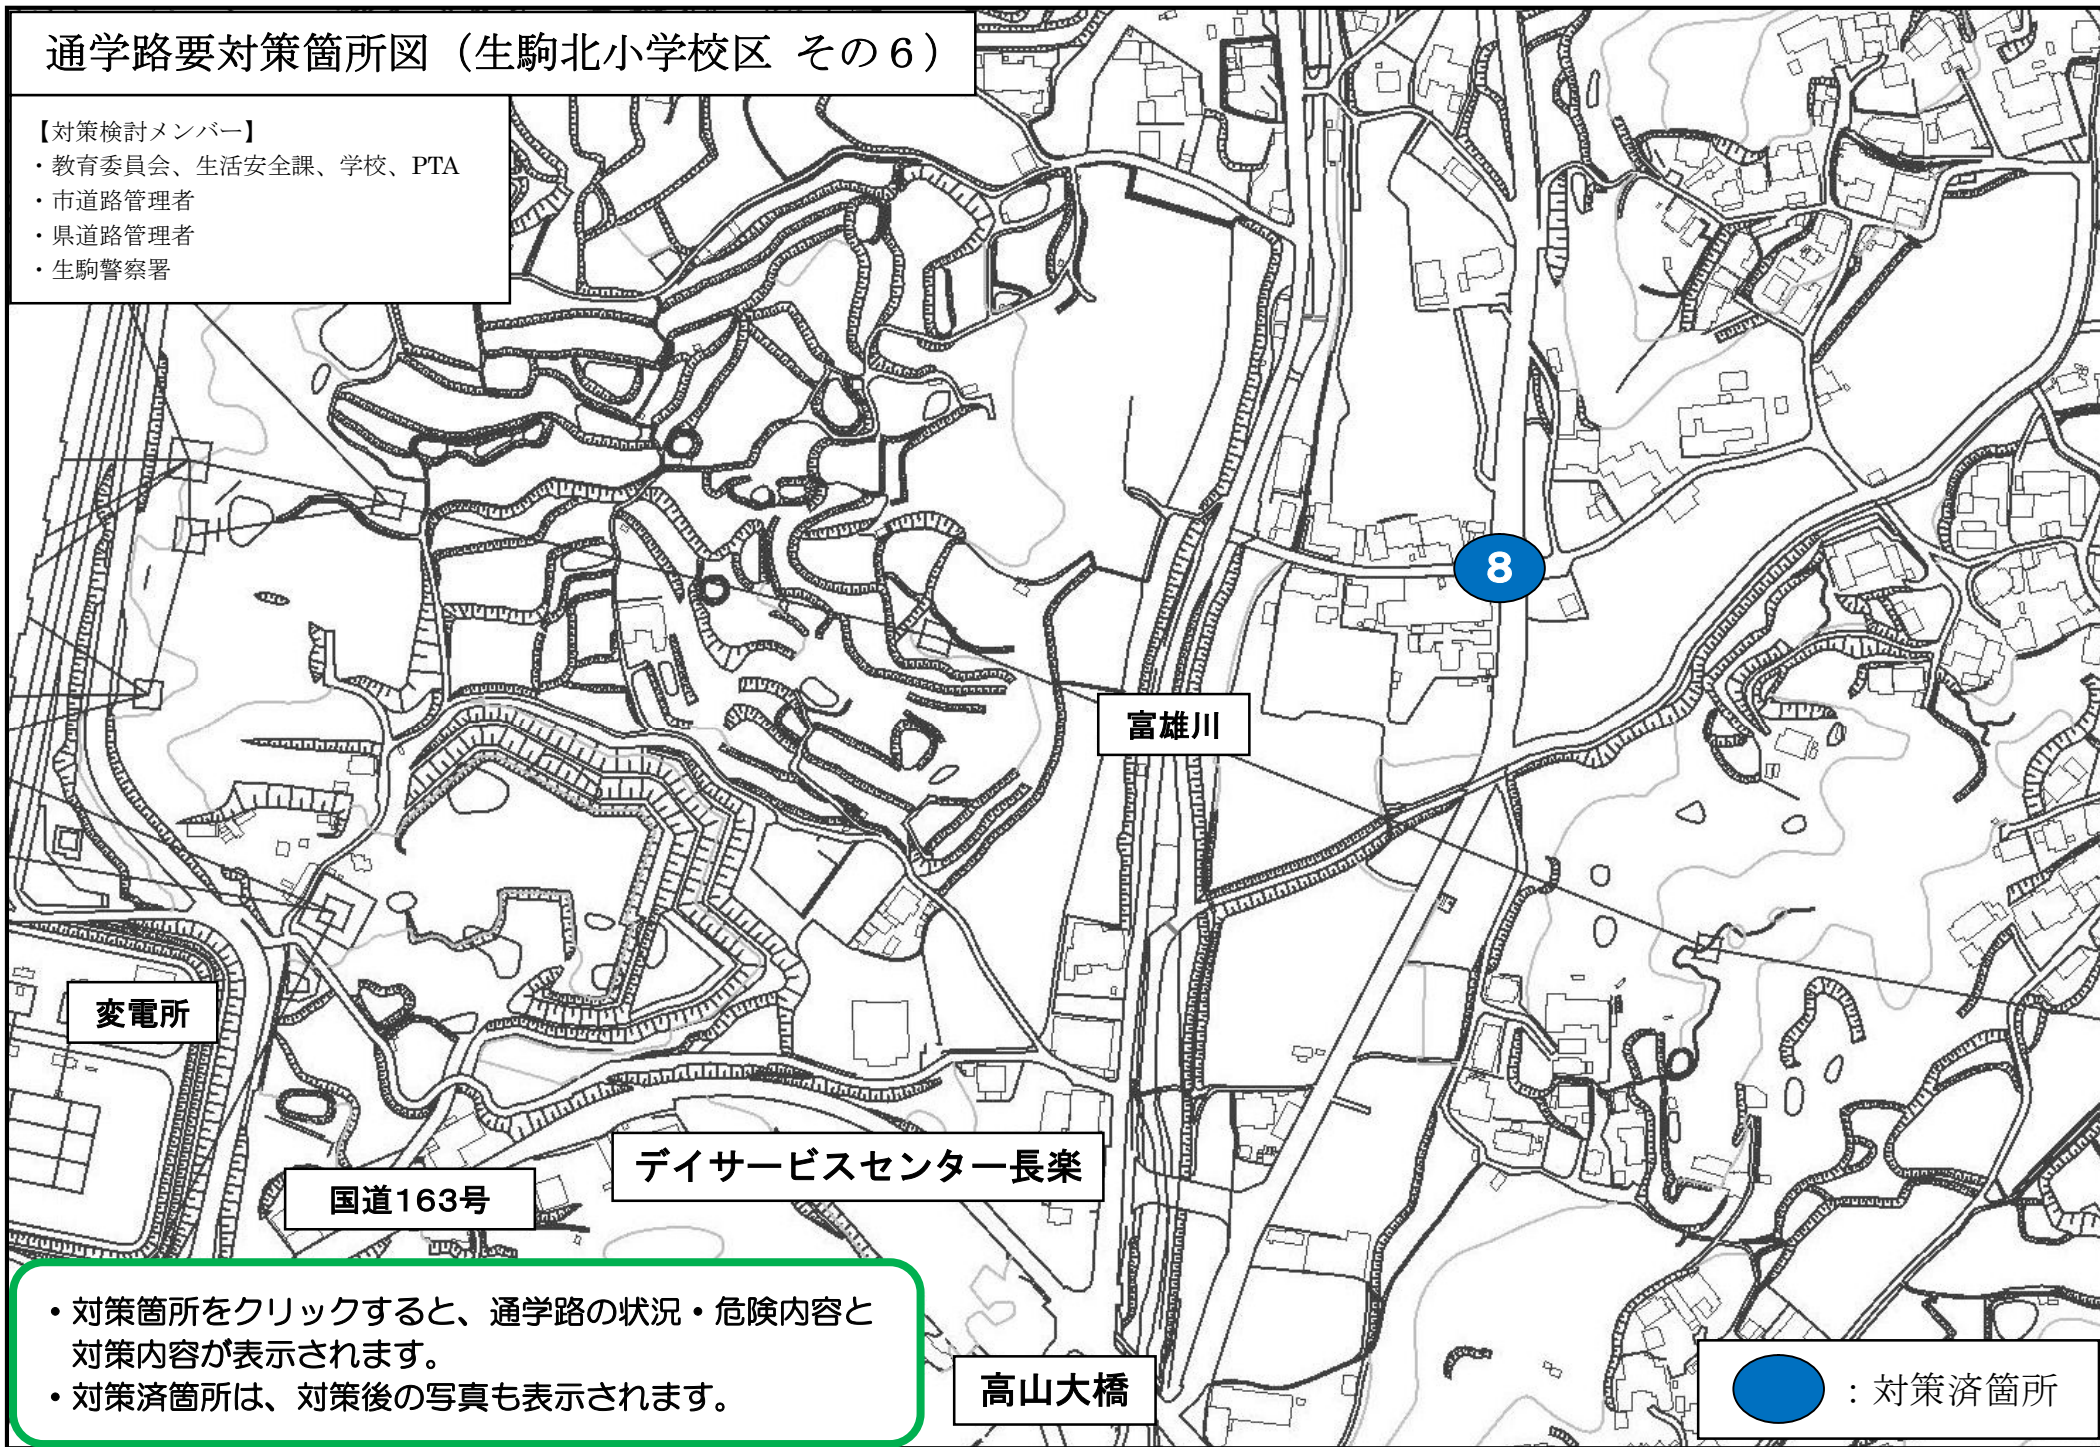 通学路要対策箇所図（生駒北小学校区 その６）
【対策検討メンバー】
・教育委員会、生活安全課、学校、PTA
・市道路管理者
・県道路管理者
・生駒警察署
8
富雄川
変電所
デイサービスセンター長楽
国道163号
・対策箇所をクリックすると、通学路の状況・危険内容と
対策内容が表示されます。
・対策済箇所は、対策後の写真も表示されます。
高山大橋
：対策済箇所